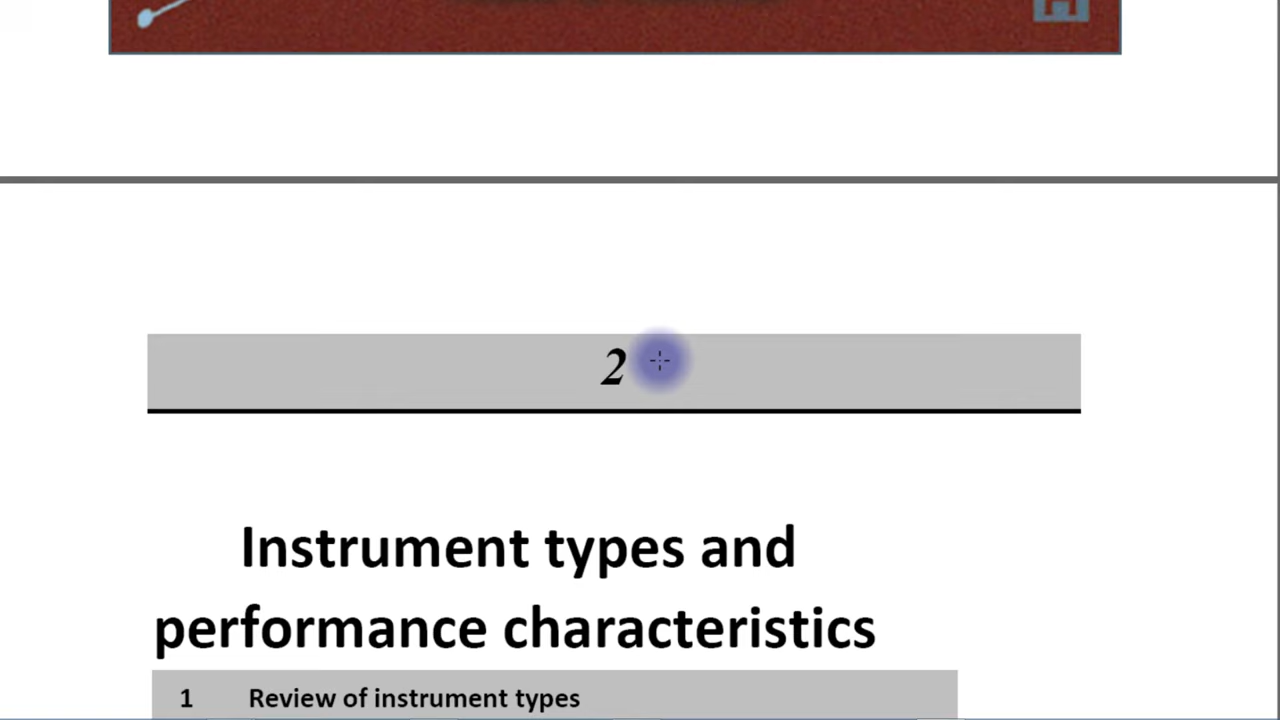 2
Instrument types and
performance characteristics
1 Review of instrument types